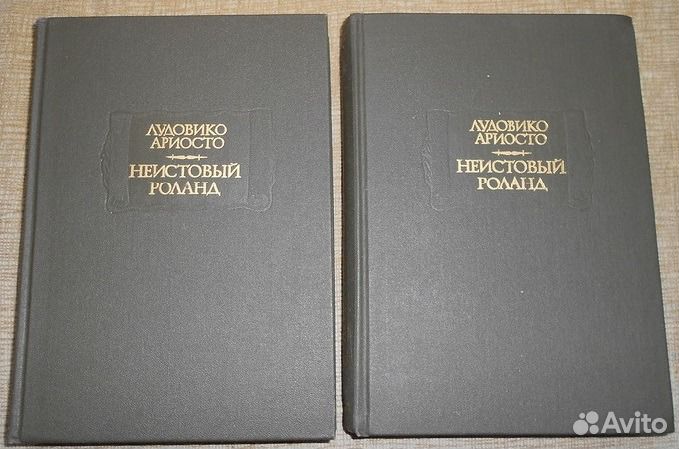 ЛУДОВИКО
АРИОСТО
НЕИСТОВЫЙ
РОЛАНД
ЛУДОВИКО
АРИОСТО
НЕИСТОВЫЙ
РОЛАНД
Avito